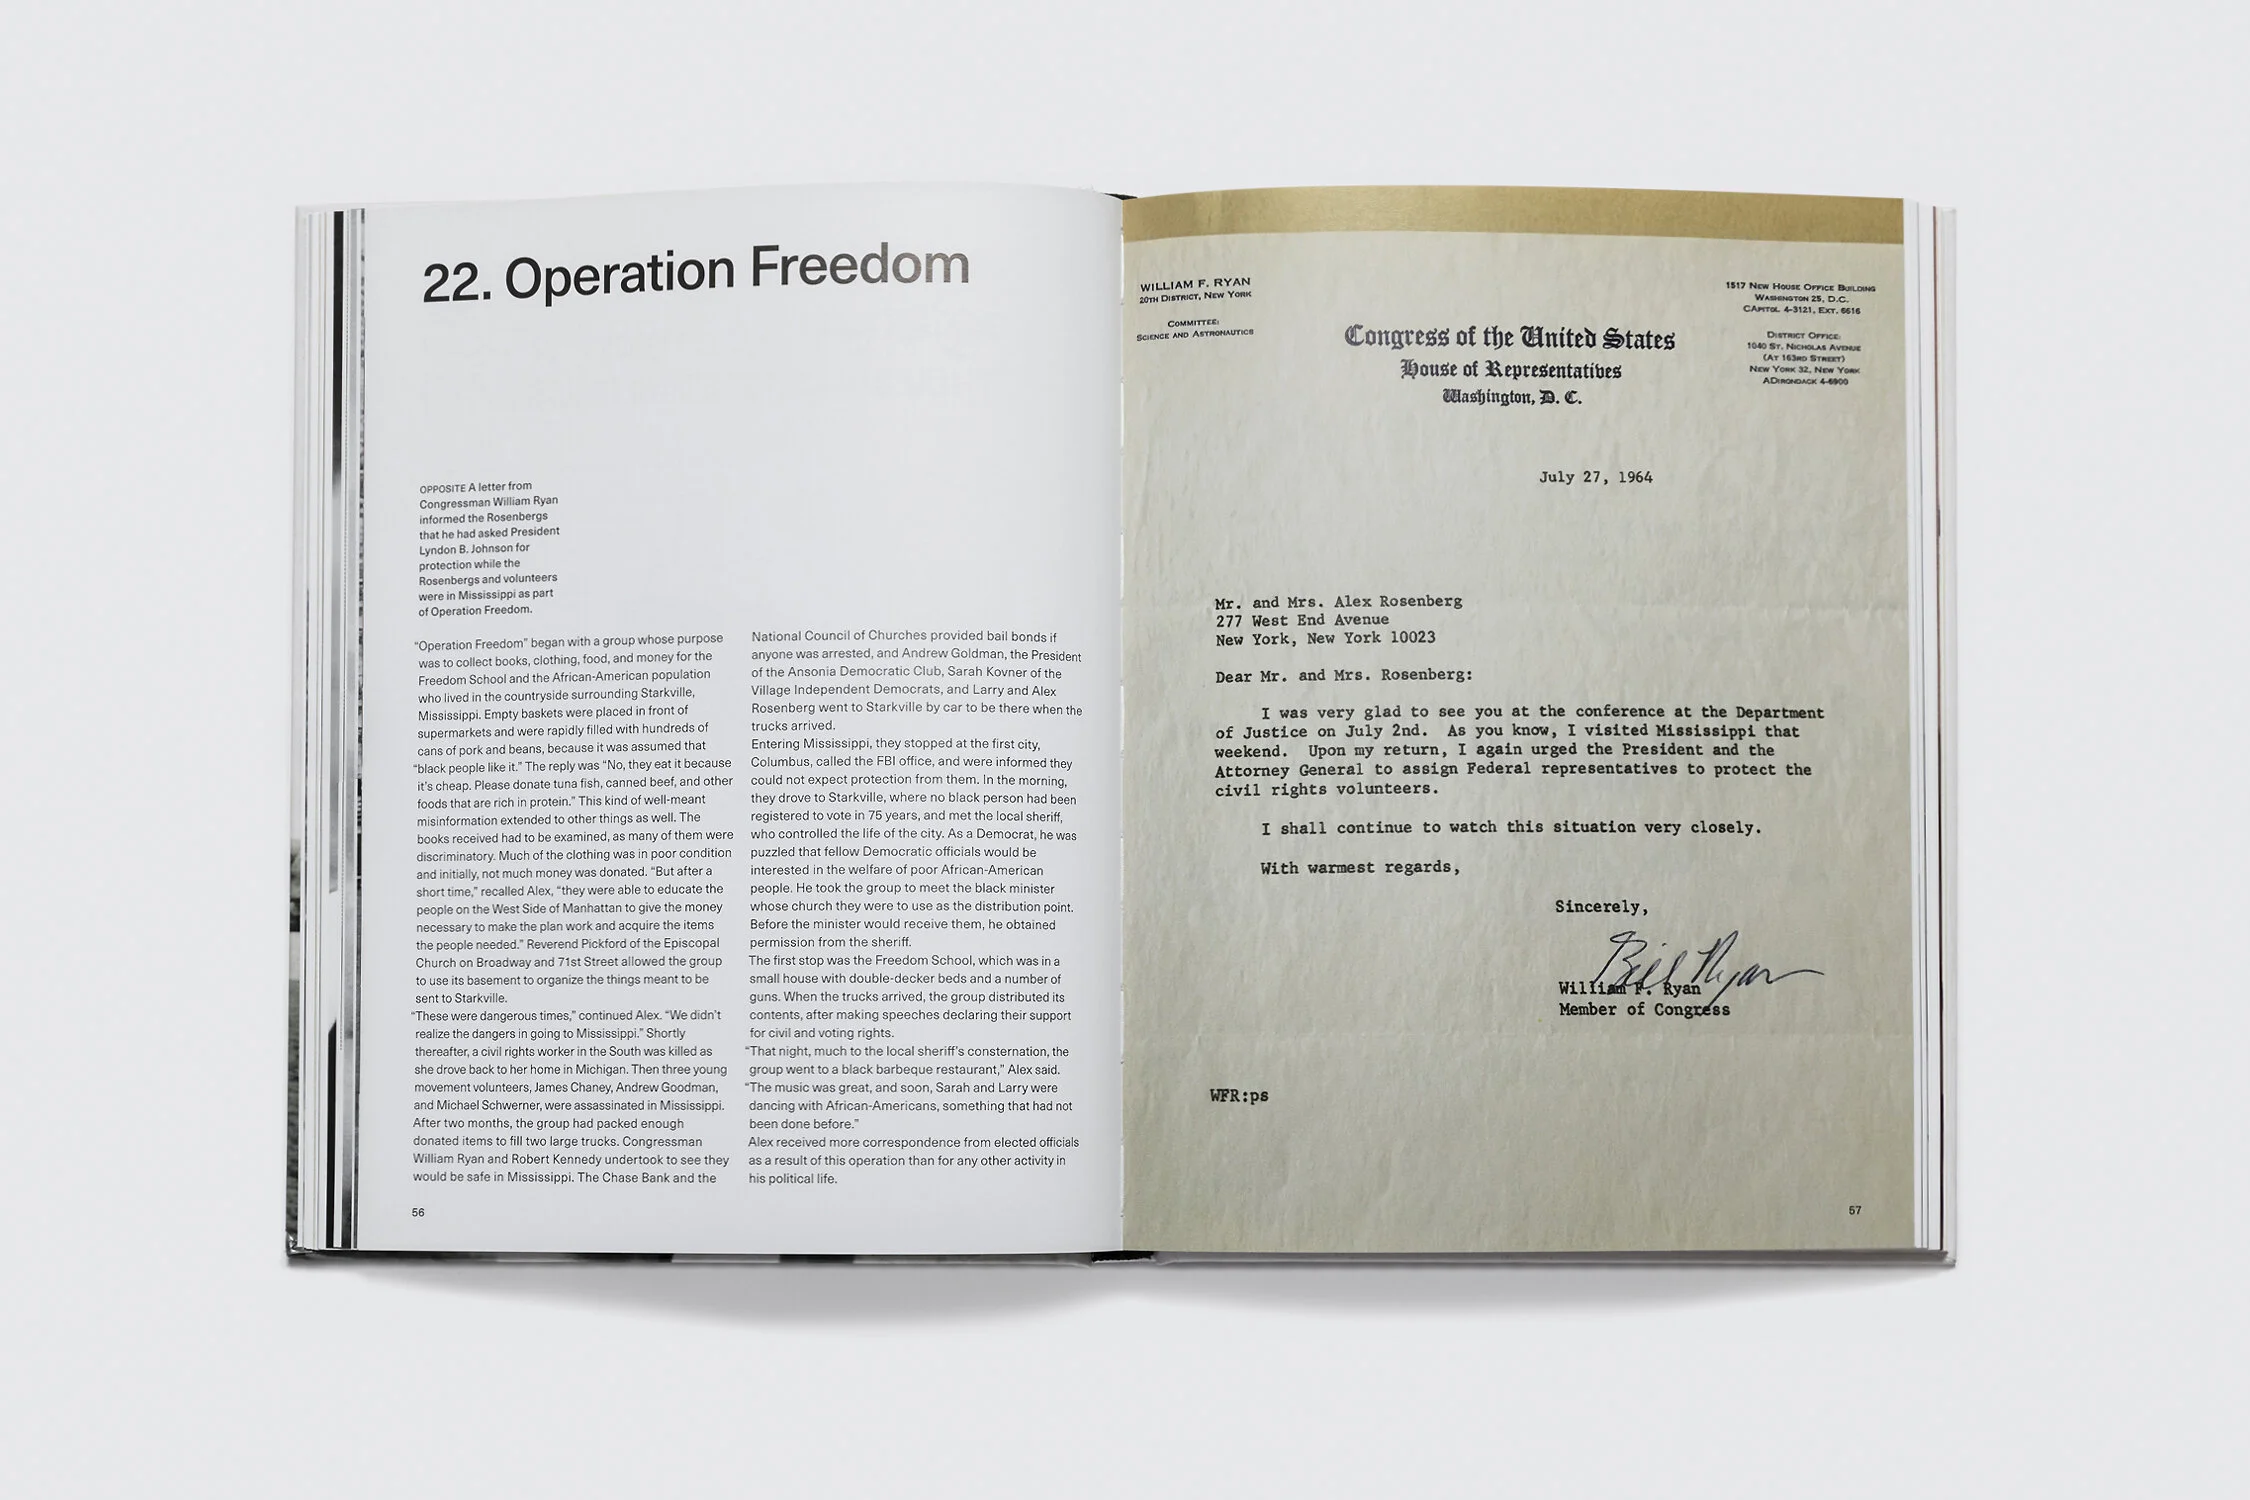 22. Operation Freedom
OPPOSITE A letter from
Congressman William Ryan
informed the Rosenbergs
that he had asked President
Lyndon B. Johnson for
protection while the
Rosenbergs and volunteers
were in Mississippi as part
of Operation Freedom.
“Operation Freedom” began with a group whose purpose
was to collect books, clothing, food, and money for the
Freedom School and the African-American population
who lived in the countryside surrounding Starkville,
Mississippi. Empty baskets were placed in front of
supermarkets and were rapidly filled with hundreds of
cans of pork and beans, because it was assumed that
“black people like it.” The reply was “No, they eat it because
it’s cheap. Please donate tuna fish, canned beef, and other
foods that are rich in protein.” This kind of well-meant
misinformation extended to other things as well. The
books received had to be examined, as many of them were
discriminatory. Much of the clothing was in poor condition
and initially, not much money was donated. “But after a
short time,” recalled Alex, “they were able to educate the
people on the West Side of Manhattan to give the money
necessary to make the plan work and acquire the items
the people needed.” Reverend Pickford of the Episcopal
Church on Broadway and 71st Street allowed the group
to use its basement to organize the things meant to be
sent to Starkville.
“These were dangerous times,” continued Alex. “We didn’t
realize the dangers in going to Mississippi.” Shortly
thereafter, a civil rights worker in the South was killed as
she drove back to her home in Michigan. Then three young
movement volunteers, James Chaney, Andrew Goodman,
and Michael Schwerner, were assassinated in Mississippi.
After two months, the group had packed enough
donated items to fill two large trucks. Congressman
William Ryan and Robert Kennedy undertook to see they
would be safe in Mississippi. The Chase Bank and the
National Council of Churches provided bail bonds if
anyone was arrested, and Andrew Goldman, the President
of the Ansonia Democratic Club, Sarah Kovner of the
Village Independent Democrats, and Larry and Alex
Rosenberg went to Starkville by car to be there when the
trucks arrived.
Entering Mississippi, they stopped at the first city,
Columbus, called the FBI office, and were informed they
could not expect protection from them. In the morning,
they drove to Starkville, where no black person had been
registered to vote in 75 years, and met the local sheriff,
who controlled the life of the city. As a Democrat, he was
puzzled that fellow Democratic officials would be
interested in the welfare of poor African-American
people. He took the group to meet the black minister
whose church they were to use as the distribution point.
Before the minister would receive them, he obtained
permission from the sheriff.
The first stop was the Freedom School, which was in a
small house with double-decker beds and a number of
guns. When the trucks arrived, the group distributed its
contents, after making speeches declaring their support
for civil and voting rights.
“That night, much to the local sheriff’s consternation, the
group went to a black barbeque restaurant,” Alex said.
“The music was great, and soon, Sarah and Larry were
dancing with African-Americans, something that had not
been done before.”
Alex received more correspondence from elected officials
as a result of this operation than for any other activity in
his political life.
56
WILLIAM F. RYAN
20TH DISTRICT, NEW YORK
COMMITTEE:
SCIENCE AND ASTRONAUTICS
Congress of the United States
House of Representatives
Washington, D. C.
1517 NEW HOUSE OFFICE BUILDING
WASHINGTON 25, D.C.
CAPITOL 4-3121, EXT. 6616
DISTRICT OFFICE:
1040 ST. NICHOLAS AVENUE
(AT 163RD STREET)
NEW YORK 32, NEW YORK
ADIRONDACK 4-6900
July 27, 1964
Mr. and Mrs. Alex Rosenberg
277 West End Avenue
New York, New York 10023
Dear Mr. and Mrs. Rosenberg:
I was very glad to see you at the conference at the Department
of Justice on July 2nd. As you know, I visited Mississippi that
weekend. Upon my return, I again urged the President and the
Attorney General to assign Federal representatives to protect the
civil rights volunteers.
I shall continue to watch this situation very closely.
With warmest regards,
Sincerely,
Bill Ryan
William F. Ryan
Member of Congress
WFR:ps
57